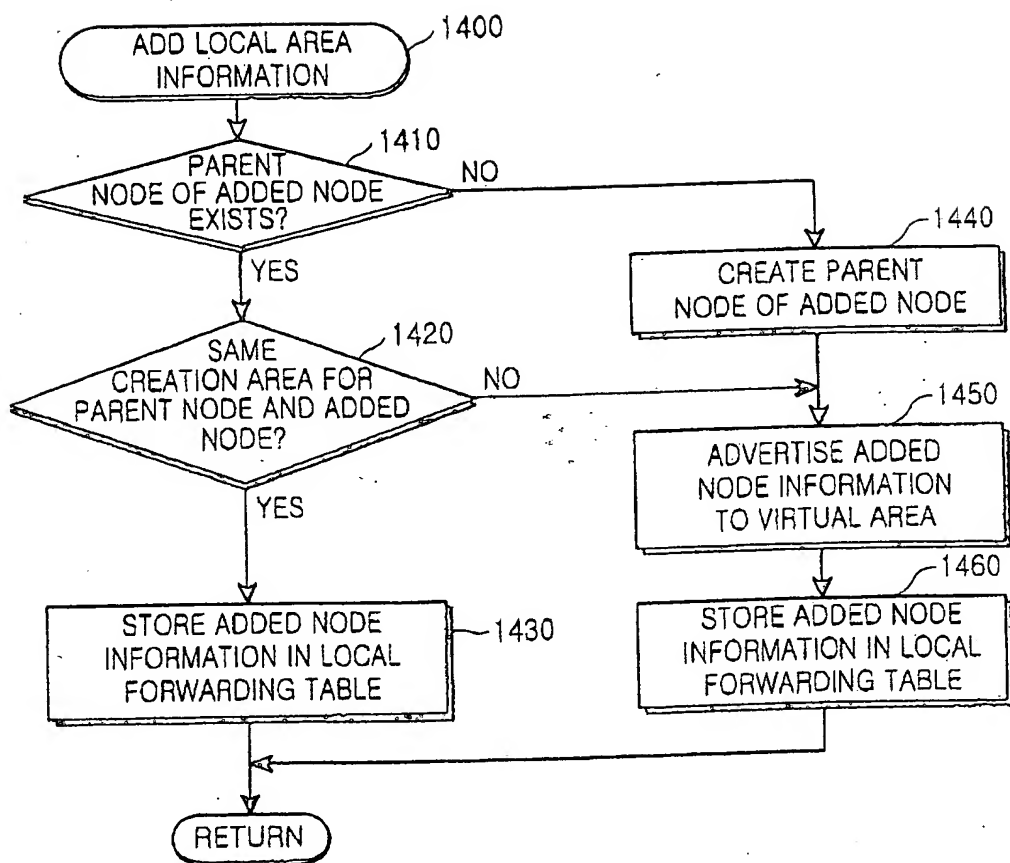 ADD LOCAL AREA
INFORMATION
1400
PARENT
NODE OF ADDED NODE
EXISTS?
1410
NO
YES
1440
CREATE PARENT
NODE OF ADDED NODE
SAME
CREATION AREA FOR
PARENT NODE AND ADDED
NODE?
1420
NO
YES
1450
ADVERTISE ADDED
NODE INFORMATION
TO VIRTUAL AREA
STORE ADDED NODE
INFORMATION IN LOCAL
FORWARDING TABLE
1430
1460
STORE ADDED NODE
INFORMATION IN LOCAL
FORWARDING TABLE
RETURN